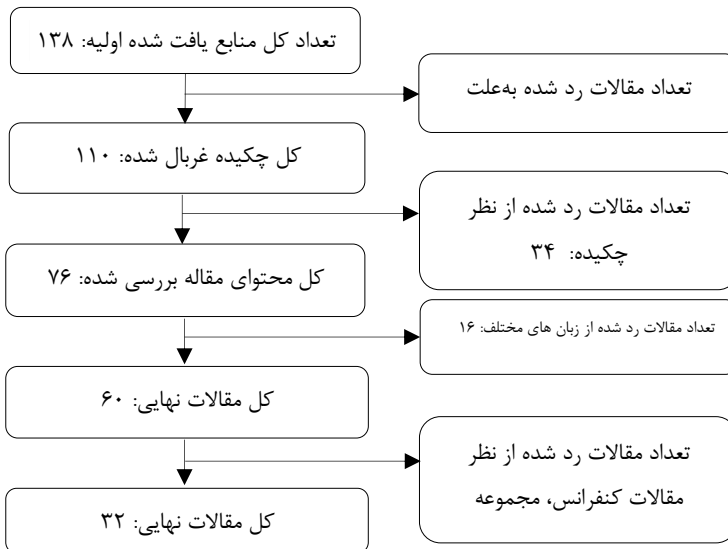 تعداد کل منابع یافت شده اولیه: ۱۳۸
تعداد مقالات رد شده به‌علت
کل چکیده غربال شده: ۱۱۰
تعداد مقالات رد شده از نظر
چکیده: ۳۴
کل محتوای مقاله بررسی شده: ۷۶
تعداد مقالات رد شده از زبان های مختلف: ۱۶
کل مقالات نهایی: ۶۰
تعداد مقالات رد شده از نظر
مقالات کنفرانس، مجموعه
کل مقالات نهایی: ۳۲